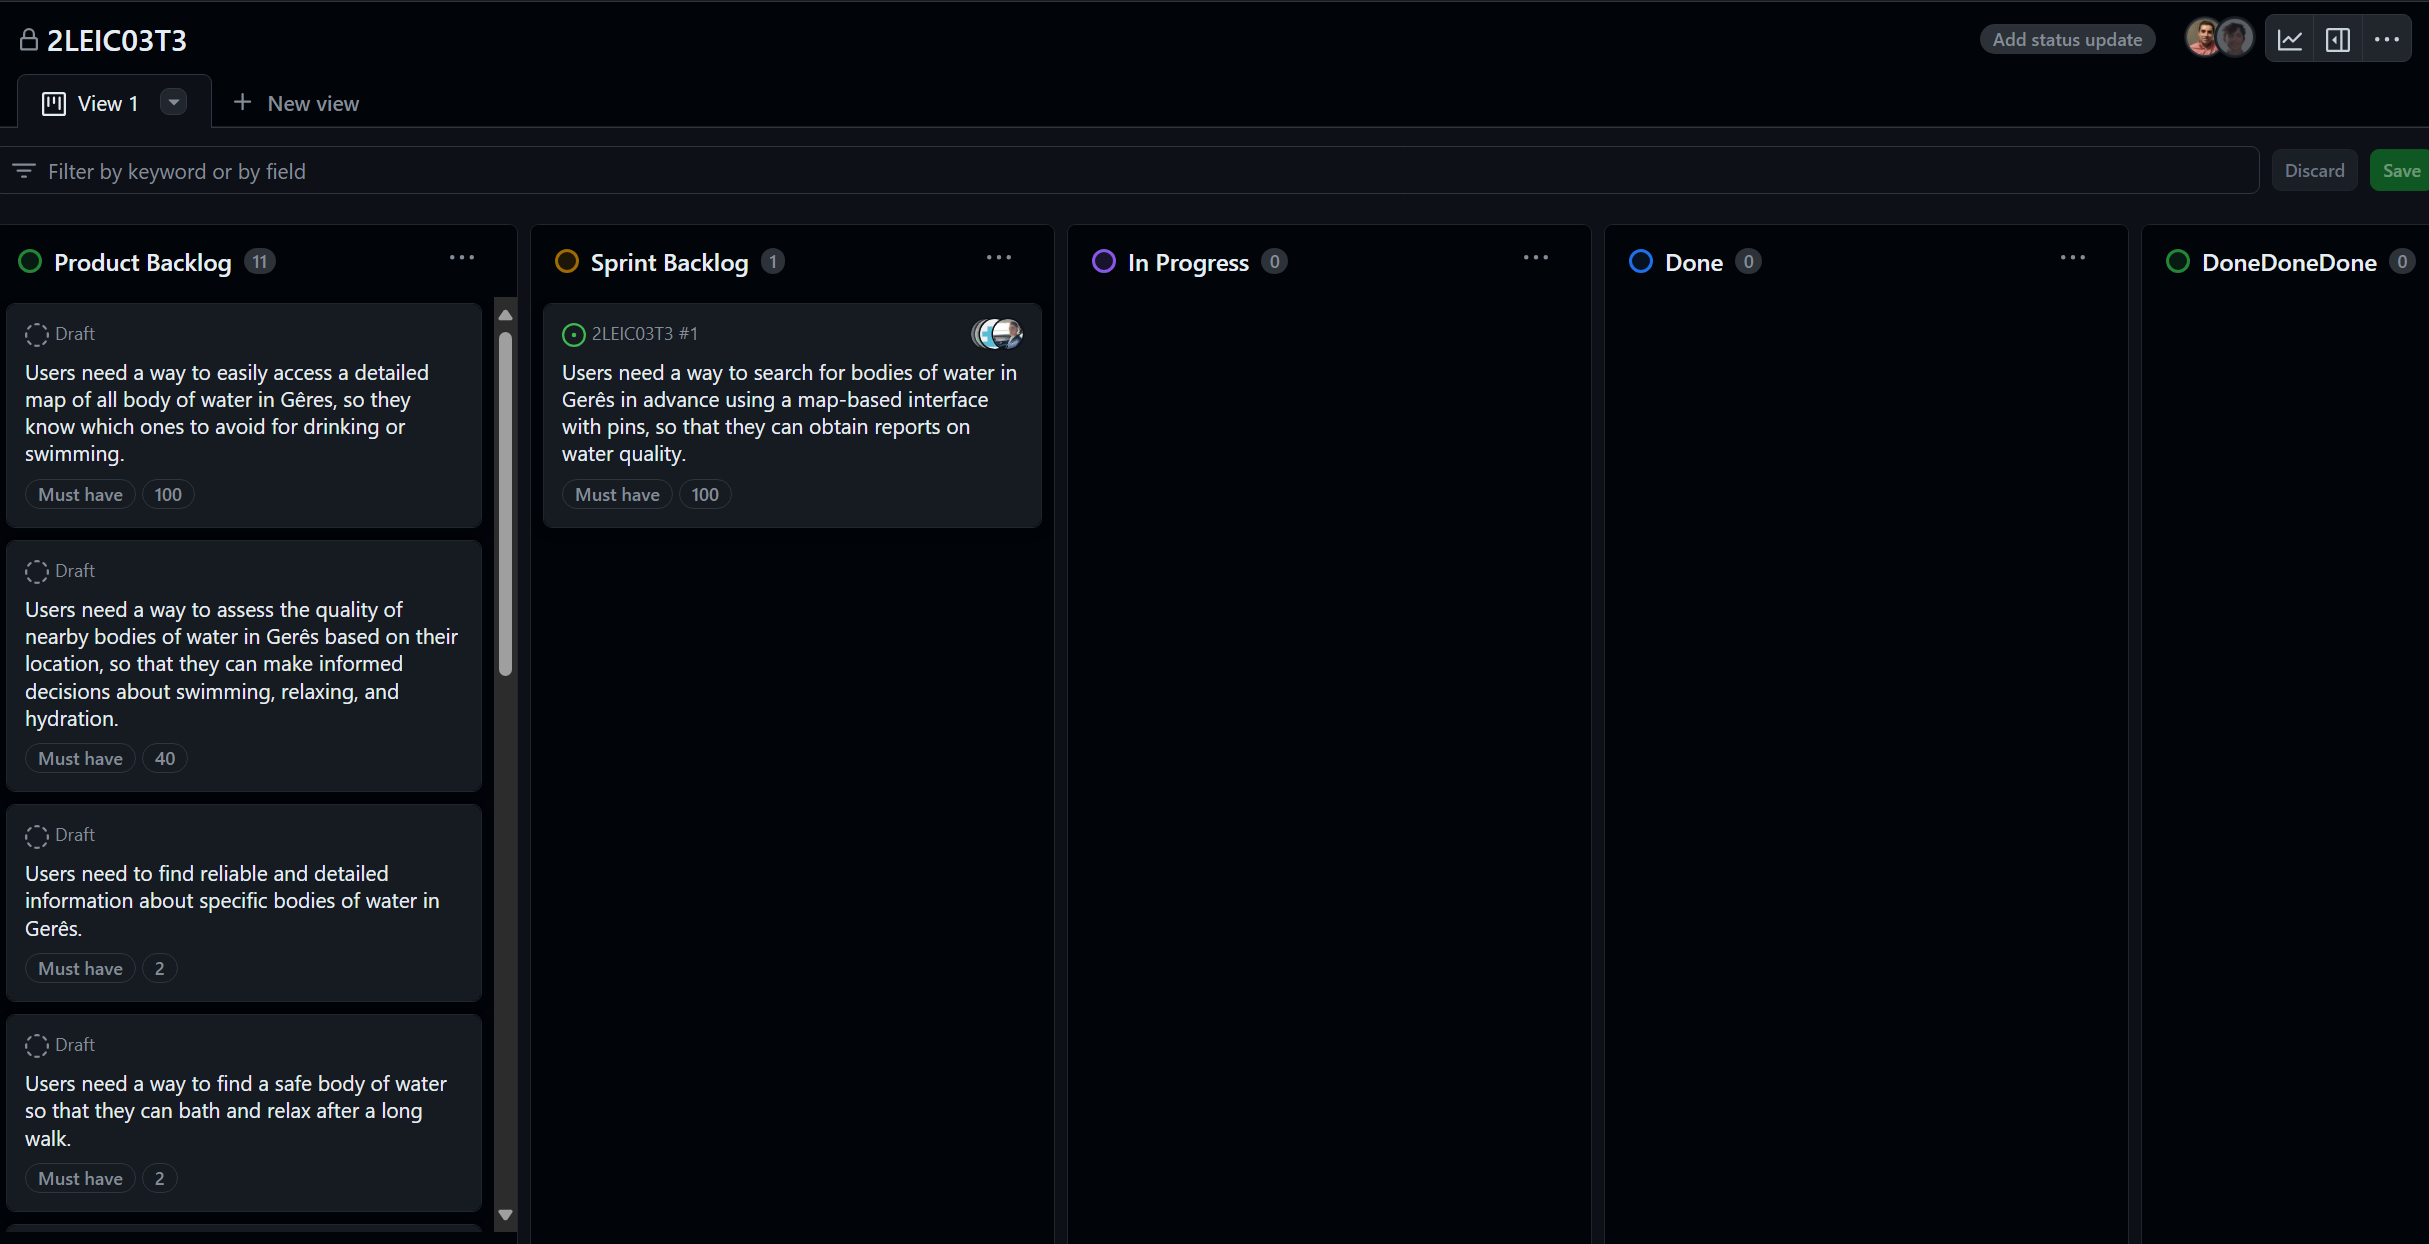 2LEIC03T3
Add status update
View 1
New view
Filter by keyword or by field
Discard
Save
Product Backlog 11
Draft
Users need a way to easily access a detailed
map of all body of water in Gêres, so they
know which ones to avoid for drinking or
swimming.
Must have 100
Draft
Users need a way to assess the quality of
nearby bodies of water in Gerês based on their
location, so that they can make informed
decisions about swimming, relaxing, and
hydration.
Must have 40
Draft
Users need to find reliable and detailed
information about specific bodies of water in
Gerês.
Must have 2
Draft
Users need a way to find a safe body of water
so that they can bath and relax after a long
walk.
Must have 2
Sprint Backlog 1
2LEIC03T3 #1
Users need a way to search for bodies of water in
Gerês in advance using a map-based interface
with pins, so that they can obtain reports on
water quality.
Must have 100
In Progress 0
Done 0
DoneDoneDone 0